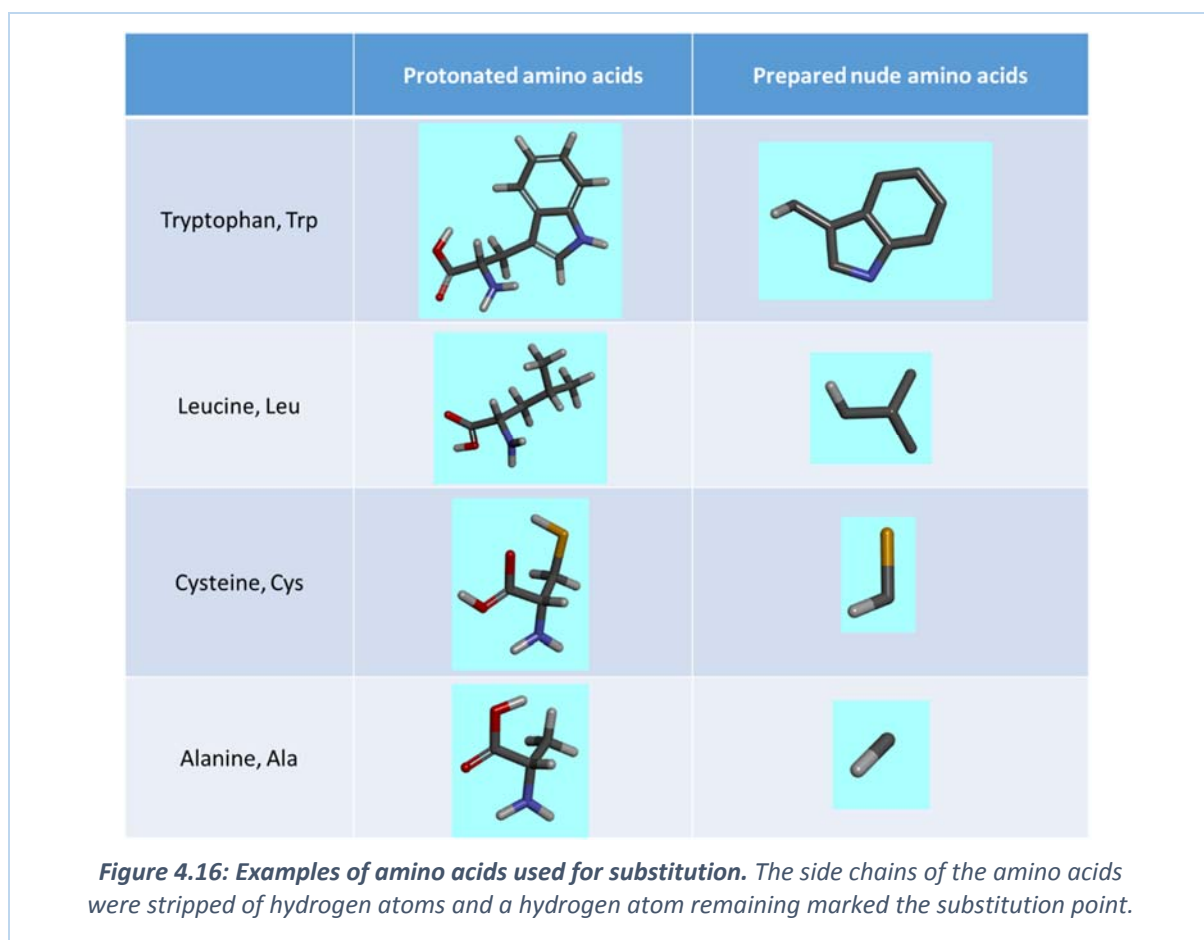 Protonated amino acids
Prepared nude amino acids
Tryptophan, Trp
Leucine, Leu
Cysteine, Cys
Alanine, Ala
Figure 4.16: Examples of amino acids used for substitution. The side chains of the amino acids
were stripped of hydrogen atoms and a hydrogen atom remaining marked the substitution point.